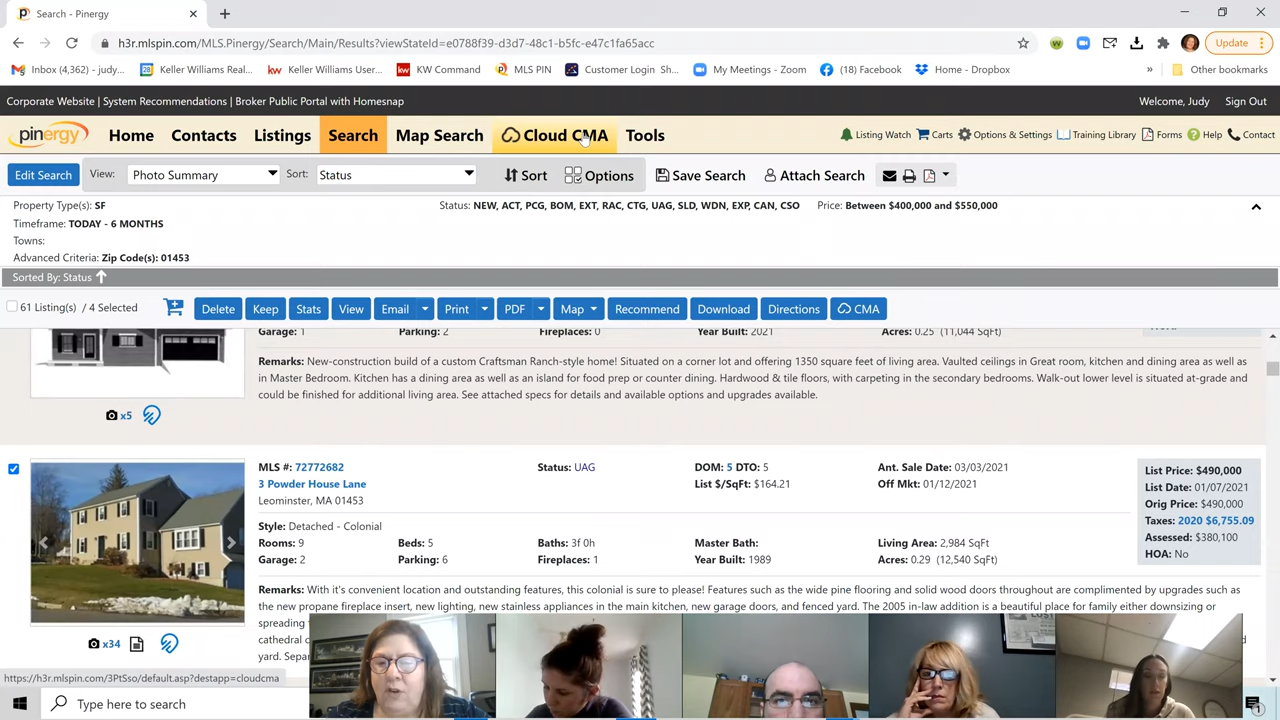 Search - Pinergy
h3r.mlspin.com/MLS.Pinergy/Search/Main/Results?viewStateId=e0788f39-d3d7-48c1-b5fc-e47c1fa65acc
Update
Inbox (4,362) - judy... Keller Williams Real... Keller Williams User... KW Command MLS PIN Customer Login Sh... My Meetings - Zoom (18) Facebook Home - Dropbox » Other bookmarks
Corporate Website | System Recommendations | Broker Public Portal with Homesnap Welcome, Judy Sign Out
pinergy Home Contacts Listings Search Map Search Cloud CMA Tools Listing Watch Carts Options & Settings Training Library Forms Help Contact
Edit Search View: Photo Summary Sort: Status Sort Options Save Search Attach Search
Property Type(s): SF Status: NEW, ACT, PCG, BOM, EXT, RAC, CTG, UAG, SLD, WDN, EXP, CAN, CSO Price: Between $400,000 and $550,000
Timeframe: TODAY - 6 MONTHS
Towns:
Advanced Criteria: Zip Code(s): 01453
Sorted By: Status
61 Listing(s) / 4 Selected Delete Keep Stats View Email Print PDF Map Recommend Download Directions CMA
Garage: 1 Parking: 2 Fireplaces: 0 Year Built: 2021 Acres: 0.25 (11,044 SqFt)
Remarks: New-construction build of a custom Craftsman Ranch-style home! Situated on a corner lot and offering 1350 square feet of living area. Vaulted ceilings in Great room, kitchen and dining area as well as
in Master Bedroom. Kitchen has a dining area as well as an island for food prep or counter dining. Hardwood & tile floors, with carpeting in the secondary bedrooms. Walk-out lower level is situated at-grade and
could be finished for additional living area. See attached specs for details and available options and upgrades available.
x5
MLS #: 72772682 Status: UAG DOM: 5 DTO: 5 Ant. Sale Date: 03/03/2021
3 Powder House Lane List $/SqFt: $164.21 Off Mkt: 01/12/2021
Leominster, MA 01453
List Price: $490,000
List Date: 01/07/2021
Orig Price: $490,000
Taxes: 2020 $6,755.09
Assessed: $380,100
HOA: No
Style: Detached - Colonial
Rooms: 9 Beds: 5 Baths: 3f 0h Master Bath: Living Area: 2,984 SqFt
Garage: 2 Parking: 6 Fireplaces: 1 Year Built: 1989 Acres: 0.29 (12,540 SqFt)
Remarks: With it's convenient location and outstanding features, this colonial is sure to please! Features such as the wide pine flooring and solid wood doors throughout are complimented by upgrades such as
the new propane fireplace insert, new lighting, new stainless appliances in the main kitchen, new garage doors, and fenced yard. The 2005 in-law addition is a beautiful place for family either downsizing or
spreading
cathedral
yard.
x34
https://h3r.mlspin.com/3PtSso/default.asp?destapp=cloudcma
Type here to search
1